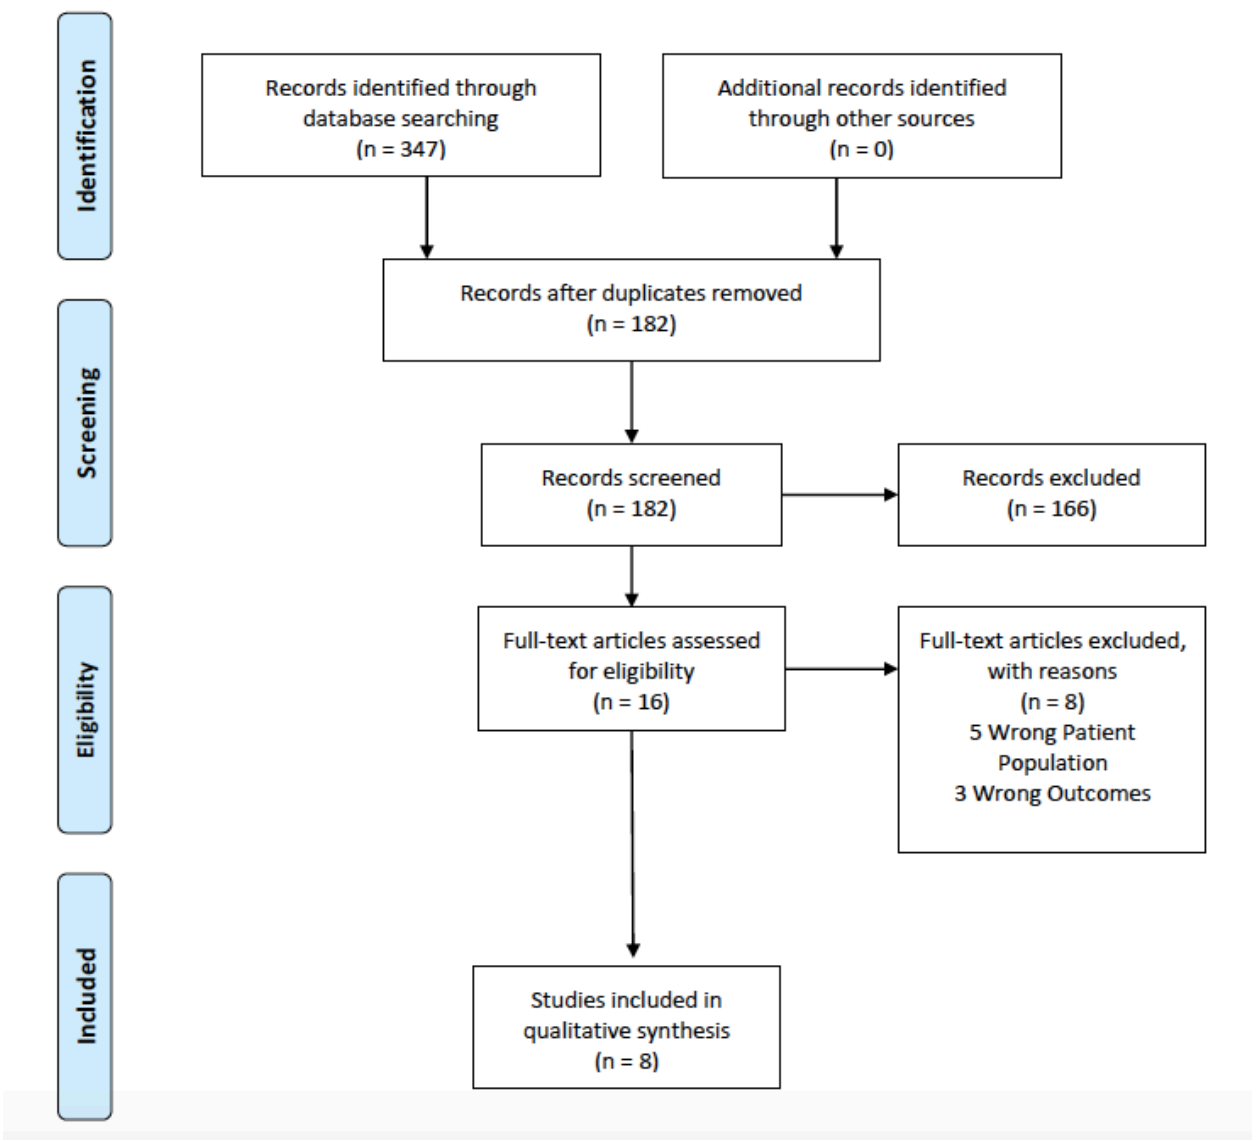 Identification
Records identified through
database searching
(n = 347)
Additional records identified
through other sources
(n = 0)
Records after duplicates removed
(n = 182)
Screening
Records screened
(n = 182)
Records excluded
(n = 166)
Eligibility
Full-text articles assessed
for eligibility
(n = 16)
Full-text articles excluded,
with reasons
(n = 8)
5 Wrong Patient
Population
3 Wrong Outcomes
Included
Studies included in
qualitative synthesis
(n = 8)